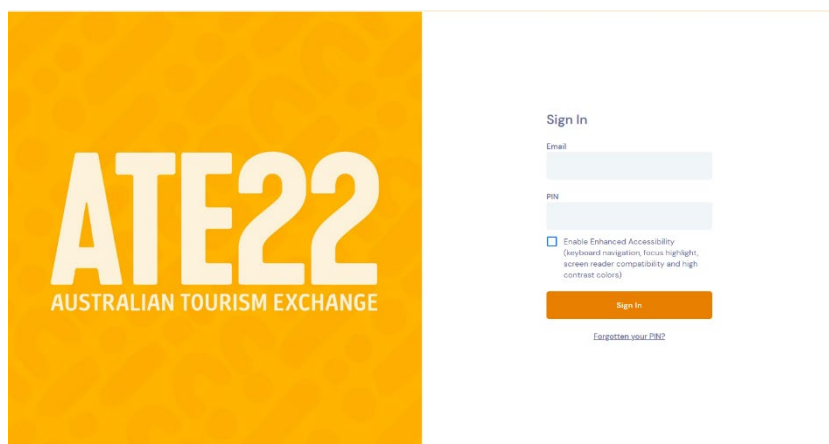 ATE22
AUSTRALIAN TOURISM EXCHANGE
Sign In
Email
PIN
Enable Enhanced Accessibility
(keyboard navigation, focus highlight,
screen reader compatibility and high
contrast colors)
Sign In
Forgotten your PIN?